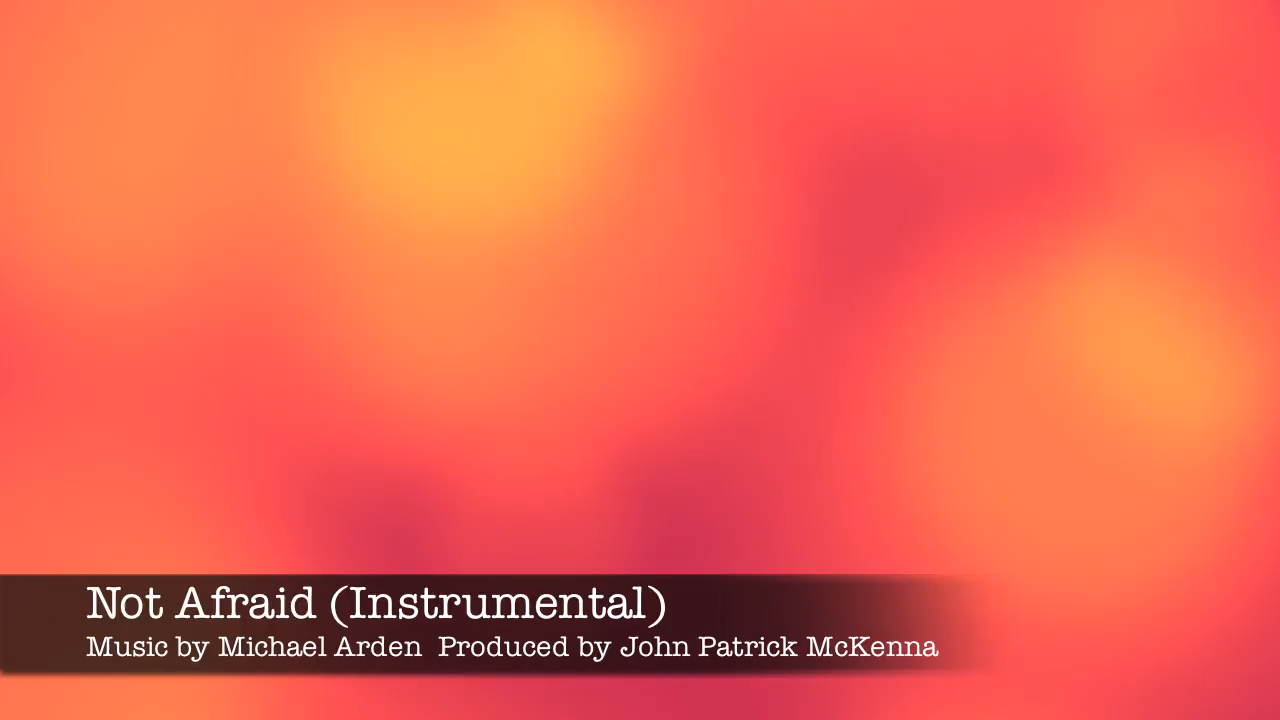 Not Afraid (Instrumental)
Music by Michael Arden  Produced by John Patrick McKenna